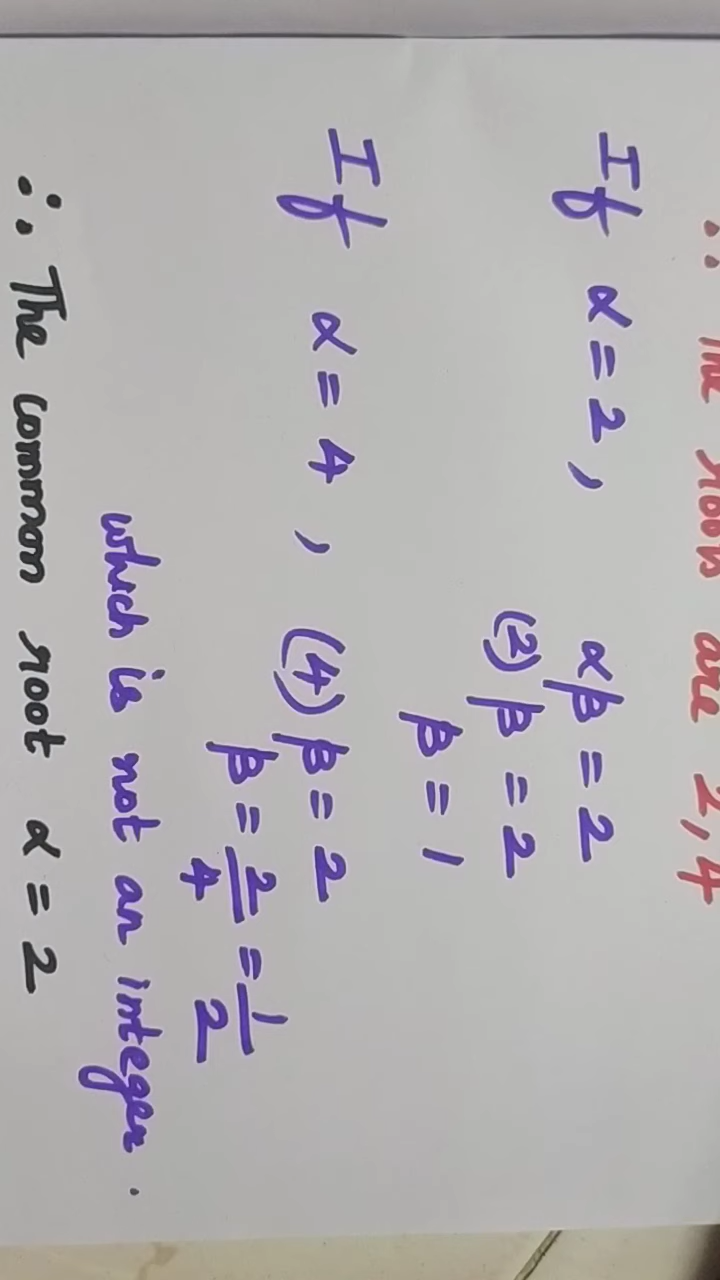 ∴ The roots are 2, 4
If α = 2, αβ = 2
(2)β = 2
β = 1
If α = 4, (4)β = 2
β = 2/4 = 1/2
which is not an integer.
∴ The common root α = 2